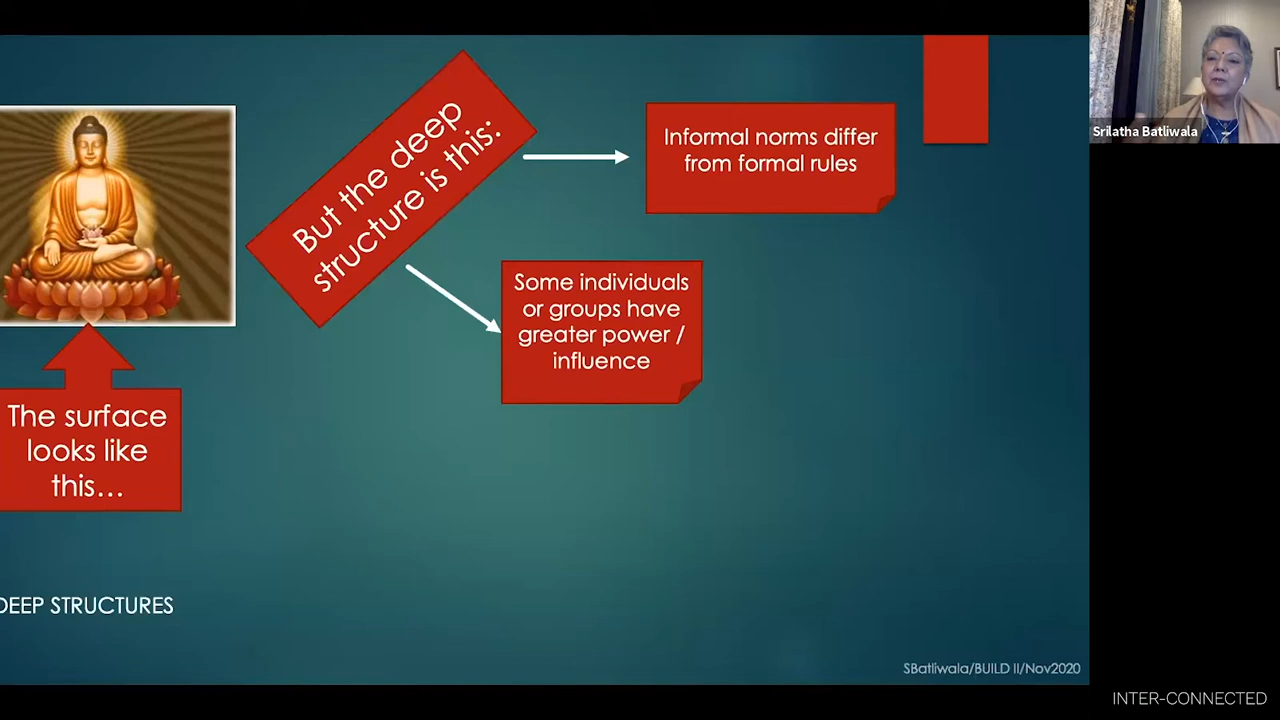 But the deep
structure is this:
Informal norms differ
from formal rules
Some individuals
or groups have
greater power /
influence
The surface
looks like
this...
DEEP STRUCTURES
SBatliwala/BUILD II/Nov2020
Srilatha Batliwala
INTER-CONNECTED